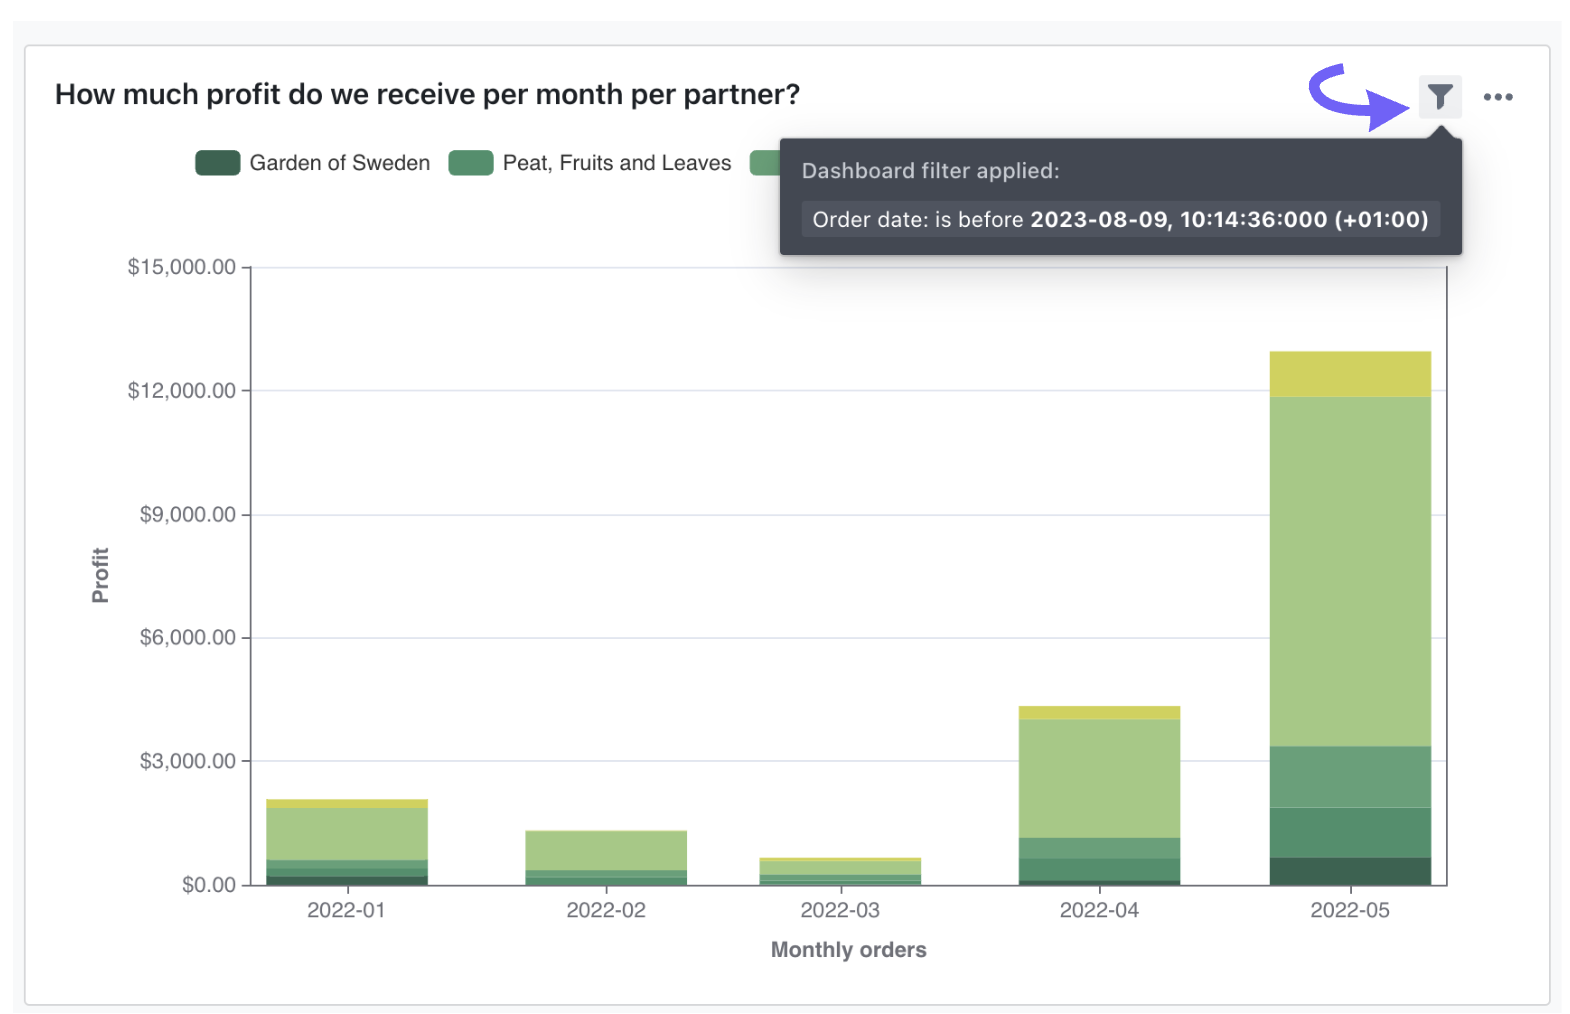 How much profit do we receive per month per partner?
Garden of Sweden
Peat, Fruits and Leaves
Dashboard filter applied:
Order date: is before 2023-08-09, 10:14:36:000 (+01:00)
$15,000.00
$12,000.00
$9,000.00
$6,000.00
$3,000.00
$0.00
Profit
2022-01
2022-02
2022-03
2022-04
2022-05
Monthly orders